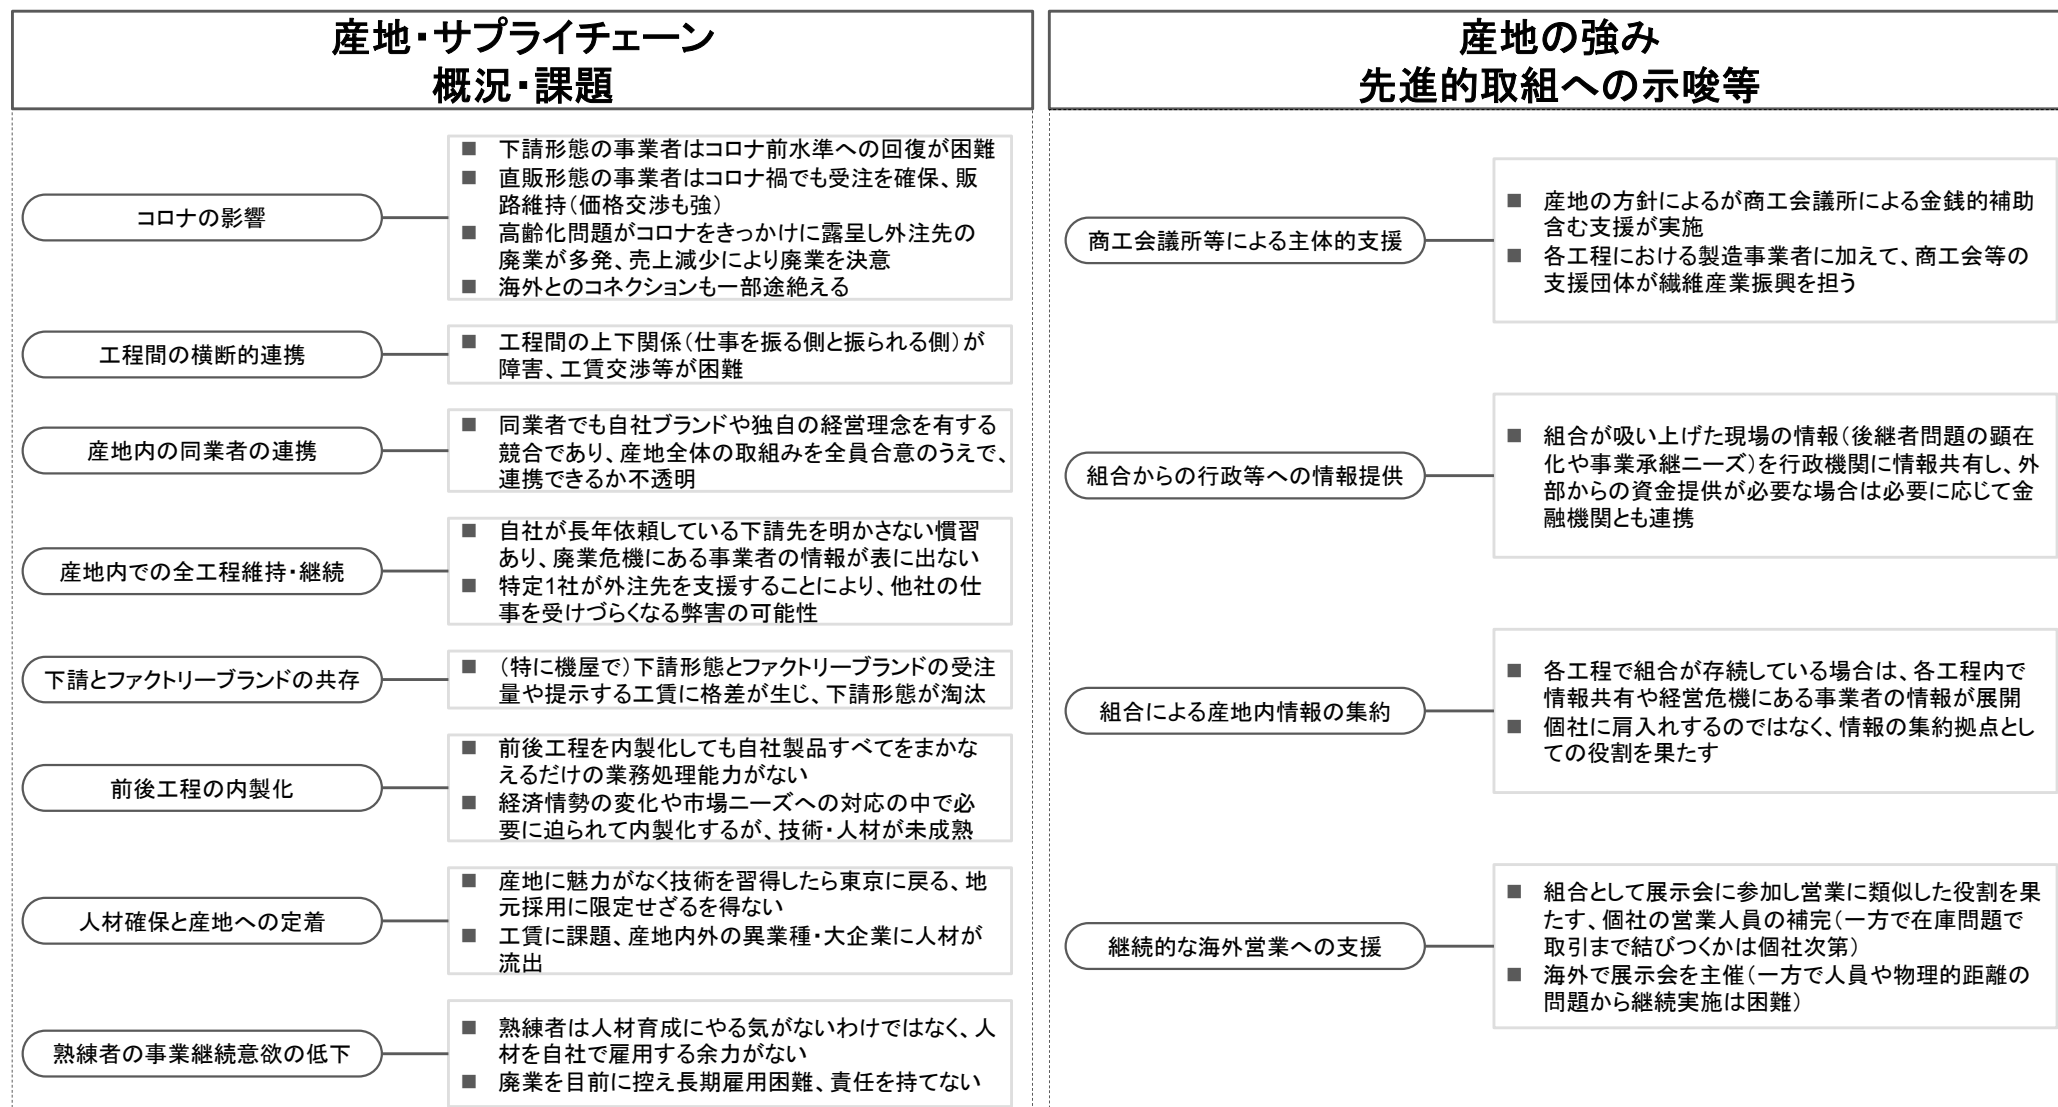 産地・サプライチェーン
概況・課題
コロナの影響
■ 下請形態の事業者はコロナ前水準への回復が困難
■ 直販形態の事業者はコロナ禍でも受注を確保、販
路維持（価格交渉も強）
■ 高齢化問題がコロナをきっかけに露呈し外注先の
廃業が多発、売上減少により廃業を決意
■ 海外とのコネクションも一部途絶える
工程間の横断的連携
■ 工程間の上下関係（仕事を振る側と振られる側）が
障害、工賃交渉等が困難
産地内の同業者の連携
■ 同業者でも自社ブランドや独自の経営理念を有する
競合であり、産地全体の取組みを全員合意のうえで、
連携できるか不透明
産地内での全工程維持・継続
■ 自社が長年依頼している下請先を明かさない慣習
あり、廃業危機にある事業者の情報が表に出ない
■ 特定1社が外注先を支援することにより、他社の仕
事を受けづらくなる弊害の可能性
下請とファクトリーブランドの共存
■ （特に機屋で）下請形態とファクトリーブランドの受注
量や提示する工賃に格差が生じ、下請形態が淘汰
前後工程の内製化
■ 前後工程を内製化しても自社製品すべてをまかな
えるだけの業務処理能力がない
■ 経済情勢の変化や市場ニーズへの対応の中で必
要に迫られて内製化するが、技術・人材が未成熟
人材確保と産地への定着
■ 産地に魅力がなく技術を習得したら東京に戻る、地
元採用に限定せざるを得ない
■ 工賃に課題、産地内外の異業種・大企業に人材が
流出
熟練者の事業継続意欲の低下
■ 熟練者は人材育成にやる気がないわけではなく、人
材を自社で雇用する余力がない
■ 廃業を目前に控え長期雇用困難、責任を持てない
産地の強み
先進的取組への示唆等
商工会議所等による主体的支援
■ 産地の方針によるが商工会議所による金銭的補助
含む支援が実施
■ 各工程における製造事業者に加えて、商工会等の
支援団体が繊維産業振興を担う
組合からの行政等への情報提供
■ 組合が吸い上げた現場の情報（後継者問題の顕在
化や事業承継ニーズ）を行政機関に情報共有し、外
部からの資金提供が必要な場合は必要に応じて金
融機関とも連携
組合による産地内情報の集約
■ 各工程で組合が存続している場合は、各工程内で
情報共有や経営危機にある事業者の情報が展開
■ 個社に肩入れするのではなく、情報の集約拠点とし
ての役割を果たす
継続的な海外営業への支援
■ 組合として展示会に参加し営業に類似した役割を果
たす、個社の営業人員の補完（一方で在庫問題で
取引まで結びつくかは個社次第）
■ 海外で展示会を主催（一方で人員や物理的距離の
問題から継続実施は困難）